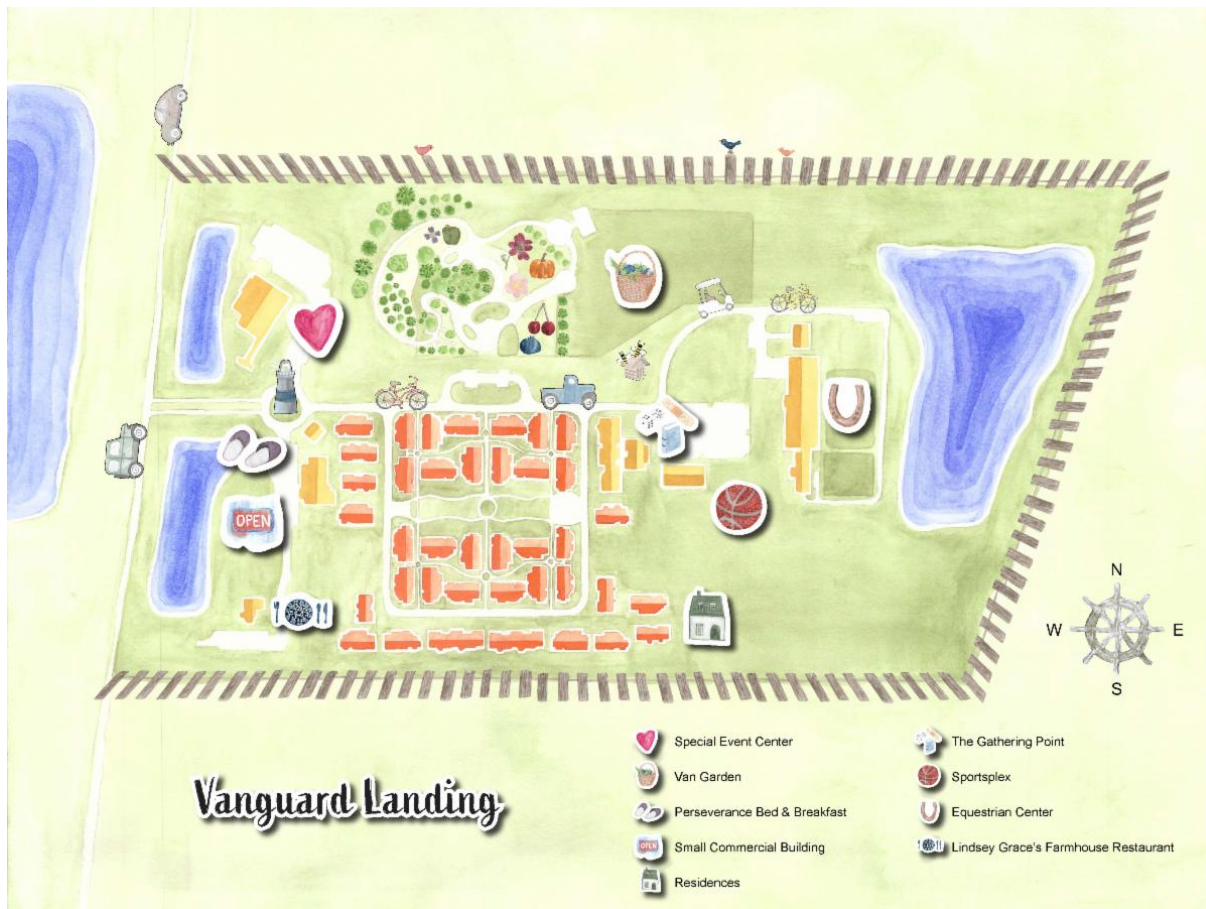 OPEN
N
W E
S
Vanguard Landing
Special Event Center
Van Garden
Perseverance Bed & Breakfast
OPEN
Small Commercial Building
Residences
The Gathering Point
Sportsplex
Equestrian Center
Lindsey Grace's Farmhouse Restaurant